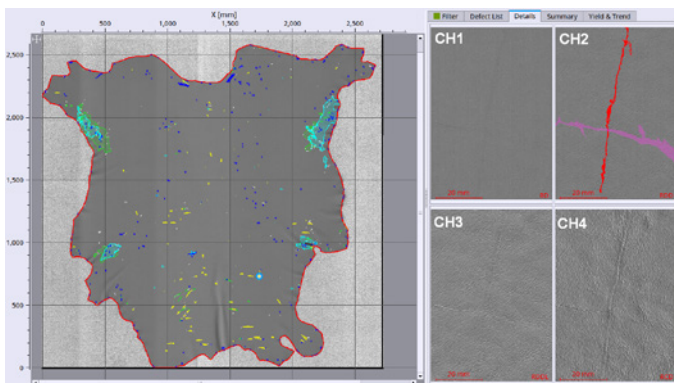 X [mm]
0
500
1,000
1,500
2,000
2,500
2,500
2,000
1,500
1,000
500
0
Filter
Defect List
Details
Summary
Yield & Trend
CH1
20 mm
CH2
20 mm
CH3
20 mm
CH4
20 mm